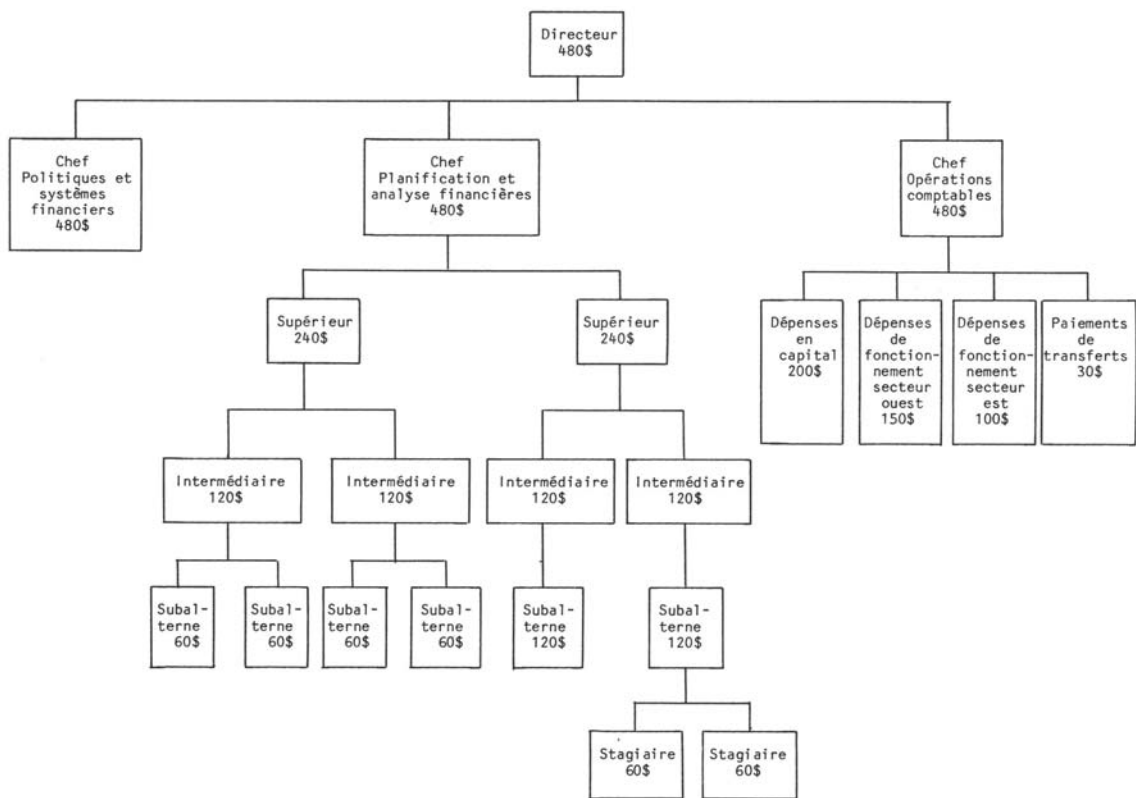 Directeur
480$
Chef
Politiques et
systèmes
financiers
480$
Chef
Planification et
analyse financières
480$
Chef
Opérations
comptables
480$
Supérieur
240$
Supérieur
240$
Dépenses
en
capital
200$
Dépenses
de
fonction-
nement
secteur
ouest
150$
Dépenses
de
fonction-
nement
secteur
est
100$
Paiements
de
transferts
30$
Intermédiaire
120$
Intermédiaire
120$
Intermédiaire
120$
Intermédiaire
120$
Subal-
terne
60$
Subal-
terne
60$
Subal-
terne
60$
Subal-
terne
60$
Subal-
terne
120$
Subal-
terne
120$
Stagiaire
60$
Stagiaire
60$